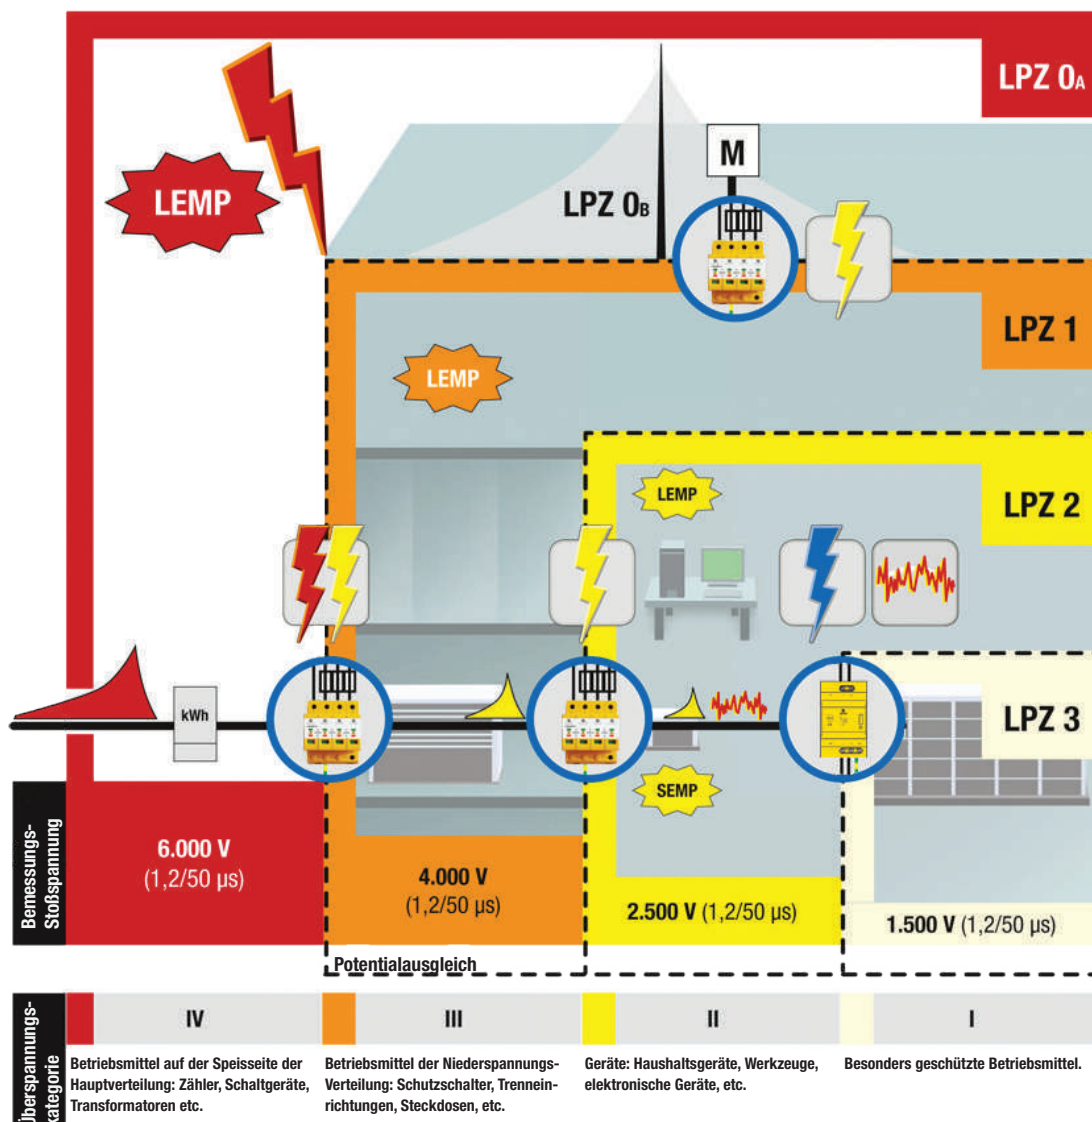 LPZ 0A
LEMP
M
LPZ 0B
LPZ 1
LEMP
LPZ 2
LEMP
kWh
LPZ 3
SEMP
Bemessungs-
Stoßspannung
6.000 V
(1,2/50 µs)
4.000 V
(1,2/50 µs)
2.500 V (1,2/50 µs)
1.500 V (1,2/50 µs)
Potentialausgleich
Überspannungs-
kategorie
IV
III
II
I
Betriebsmittel auf der Speisseite der
Hauptverteilung: Zähler, Schaltgeräte,
Transformatoren etc.
Betriebsmittel der Niederspannungs-
Verteilung: Schutzschalter, Trennein-
richtungen, Steckdosen, etc.
Geräte: Haushaltsgeräte, Werkzeuge,
elektronische Geräte, etc.
Besonders geschützte Betriebsmittel.